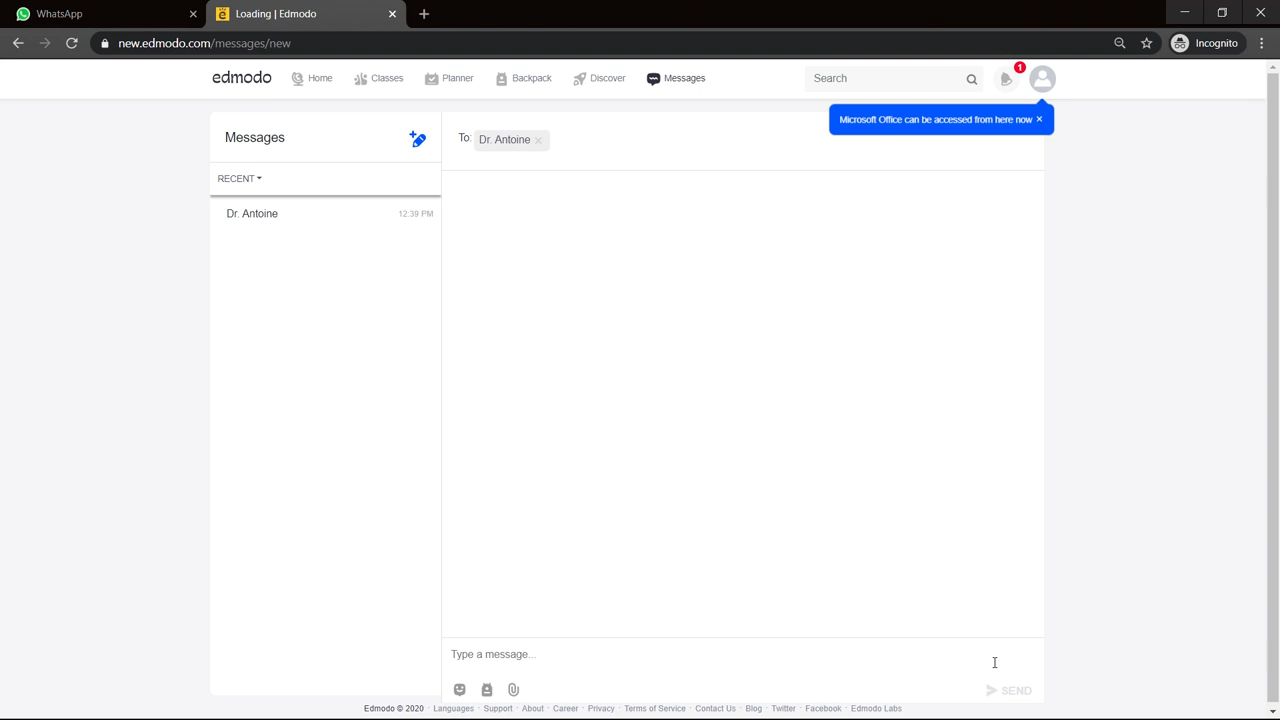 WhatsApp
Loading | Edmodo
new.edmodo.com/messages/new
Incognito
edmodo Home Classes Planner Backpack Discover Messages Search 1
Microsoft Office can be accessed from here now
Messages
To: Dr. Antoine
RECENT
Dr. Antoine 12:39 PM
Type a message...
SEND
Edmodo © 2020 · Languages · Support · About · Career · Privacy · Terms of Service · Contact Us · Blog · Twitter · Facebook · Edmodo Labs